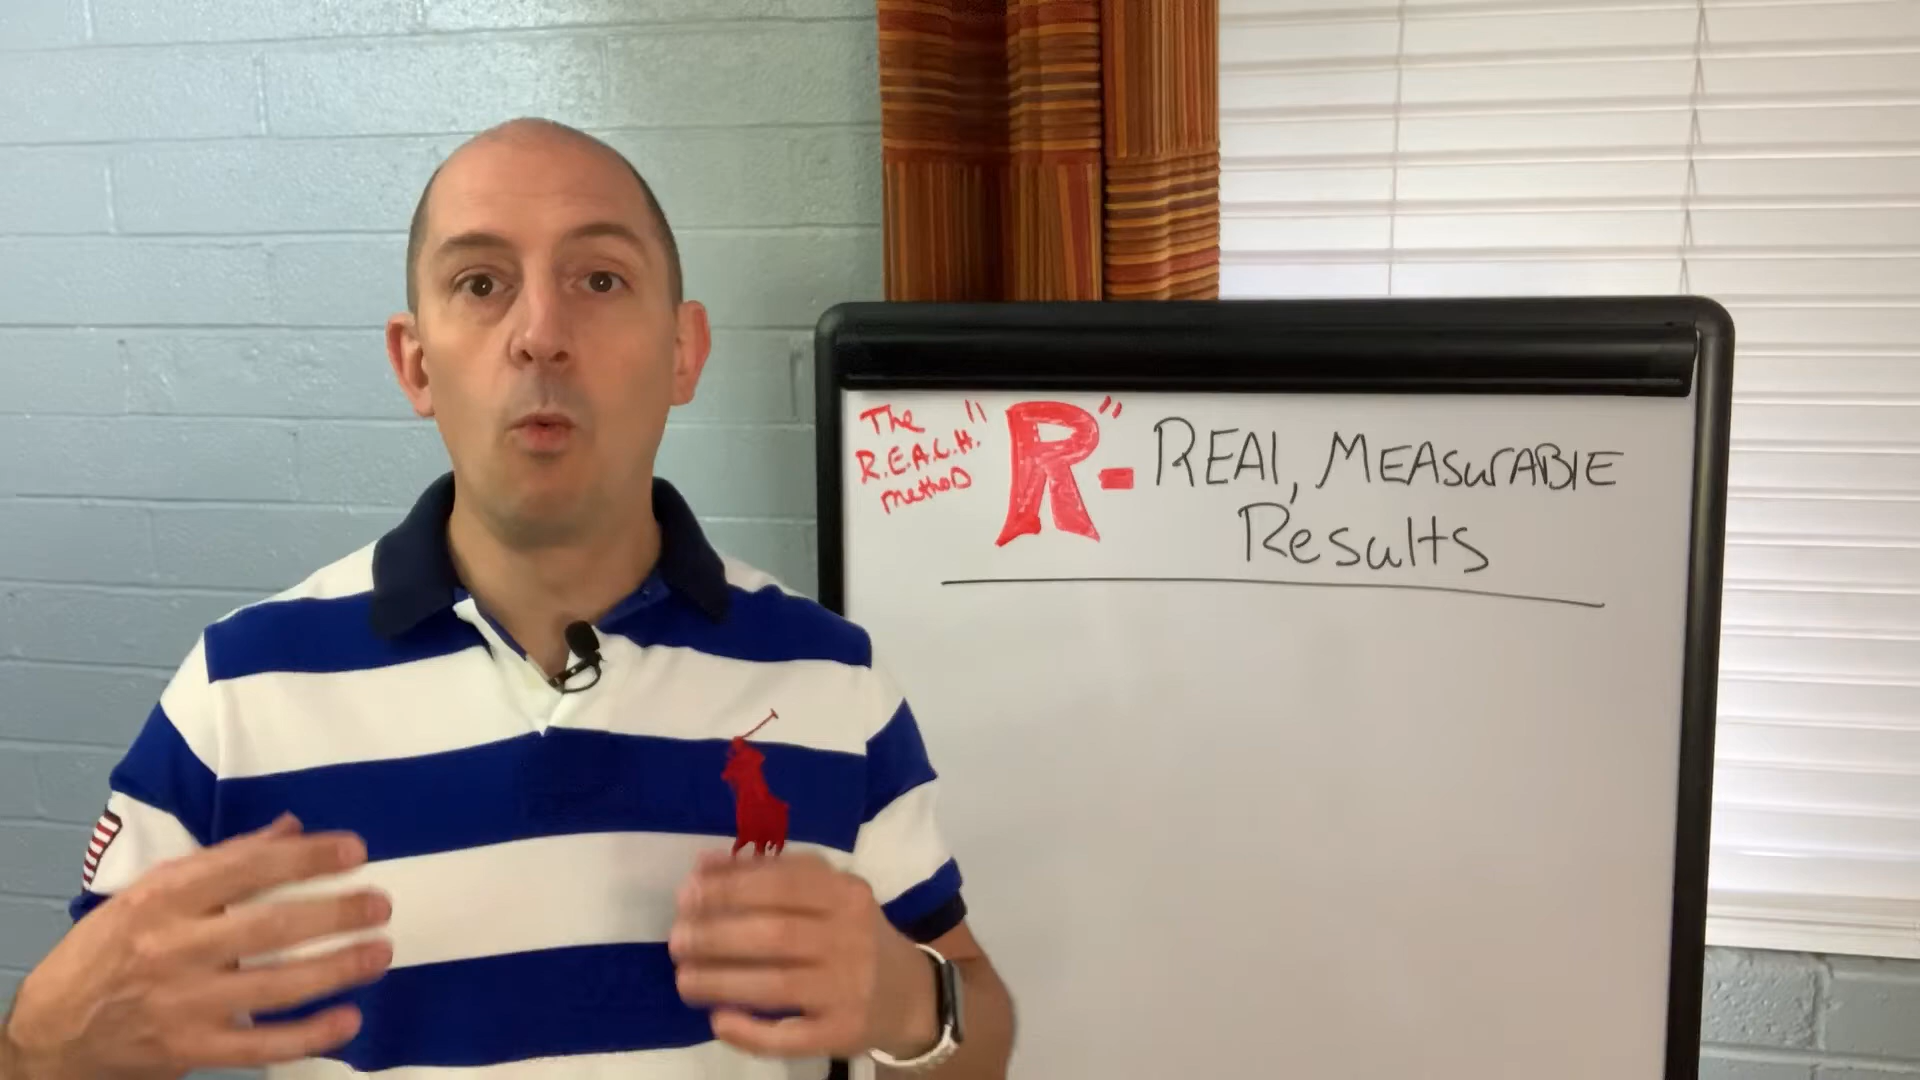 The
"R.E.A.C.H."
method
"R" - REAl, MEASurABlE
Results